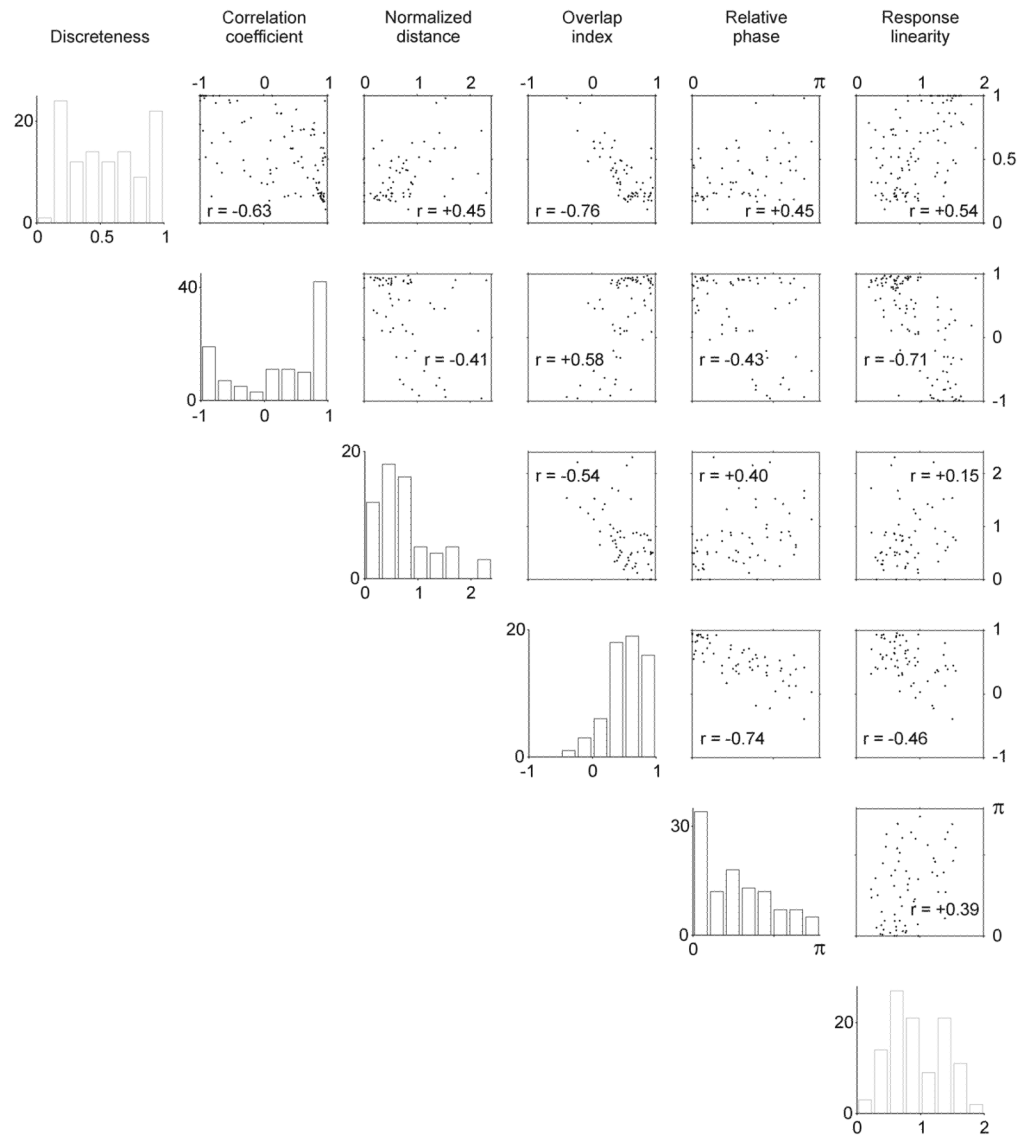 Discreteness
Correlation
coefficient
Normalized
distance
Overlap
index
Relative
phase
Response
linearity
-1 0 1 0 1 2 -1 0 1 0 π 0 1 2
20
0
0 0.5 1
r = -0.63
r = +0.45
r = -0.76
r = +0.45
r = +0.54
1
0.5
0
40
0
-1 0 1
r = -0.41
r = +0.58
r = -0.43
r = -0.71
1
0
-1
20
0
0 1 2
r = -0.54
r = +0.40
r = +0.15
2
1
0
20
0
-1 0 1
r = -0.74
r = -0.46
1
0
-1
30
0
0 π
r = +0.39
π
0
20
0
0 1 2